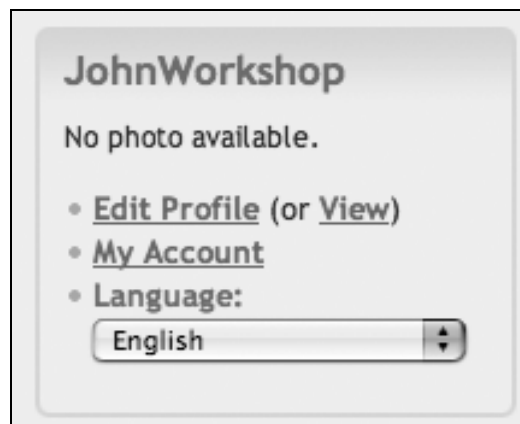 JohnWorkshop
No photo available.
Edit Profile (or View)
My Account
Language:
English